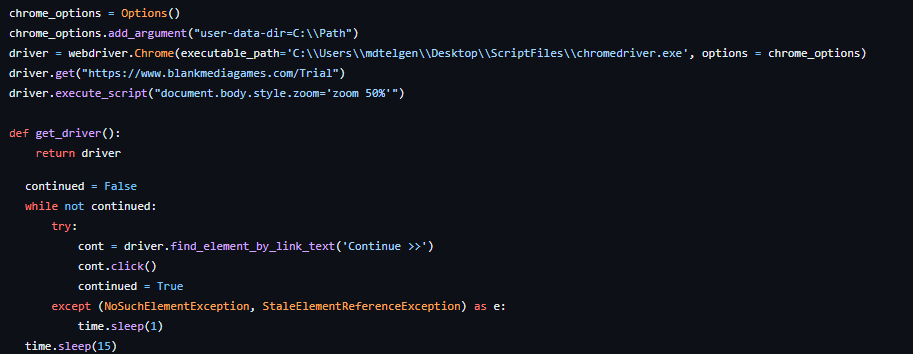 chrome_options = Options()
chrome_options.add_argument("user-data-dir=C:\\Path")
driver = webdriver.Chrome(executable_path='C:\\Users\\mdtelgen\\Desktop\\ScriptFiles\\chromedriver.exe', options = chrome_options)
driver.get("https://www.blankmediagames.com/Trial")
driver.execute_script("document.body.style.zoom='zoom 50%'")
def get_driver():
    return driver
  continued = False
  while not continued:
      try:
          cont = driver.find_element_by_link_text('Continue >>')
          cont.click()
          continued = True
      except (NoSuchElementException, StaleElementReferenceException) as e:
          time.sleep(1)
  time.sleep(15)